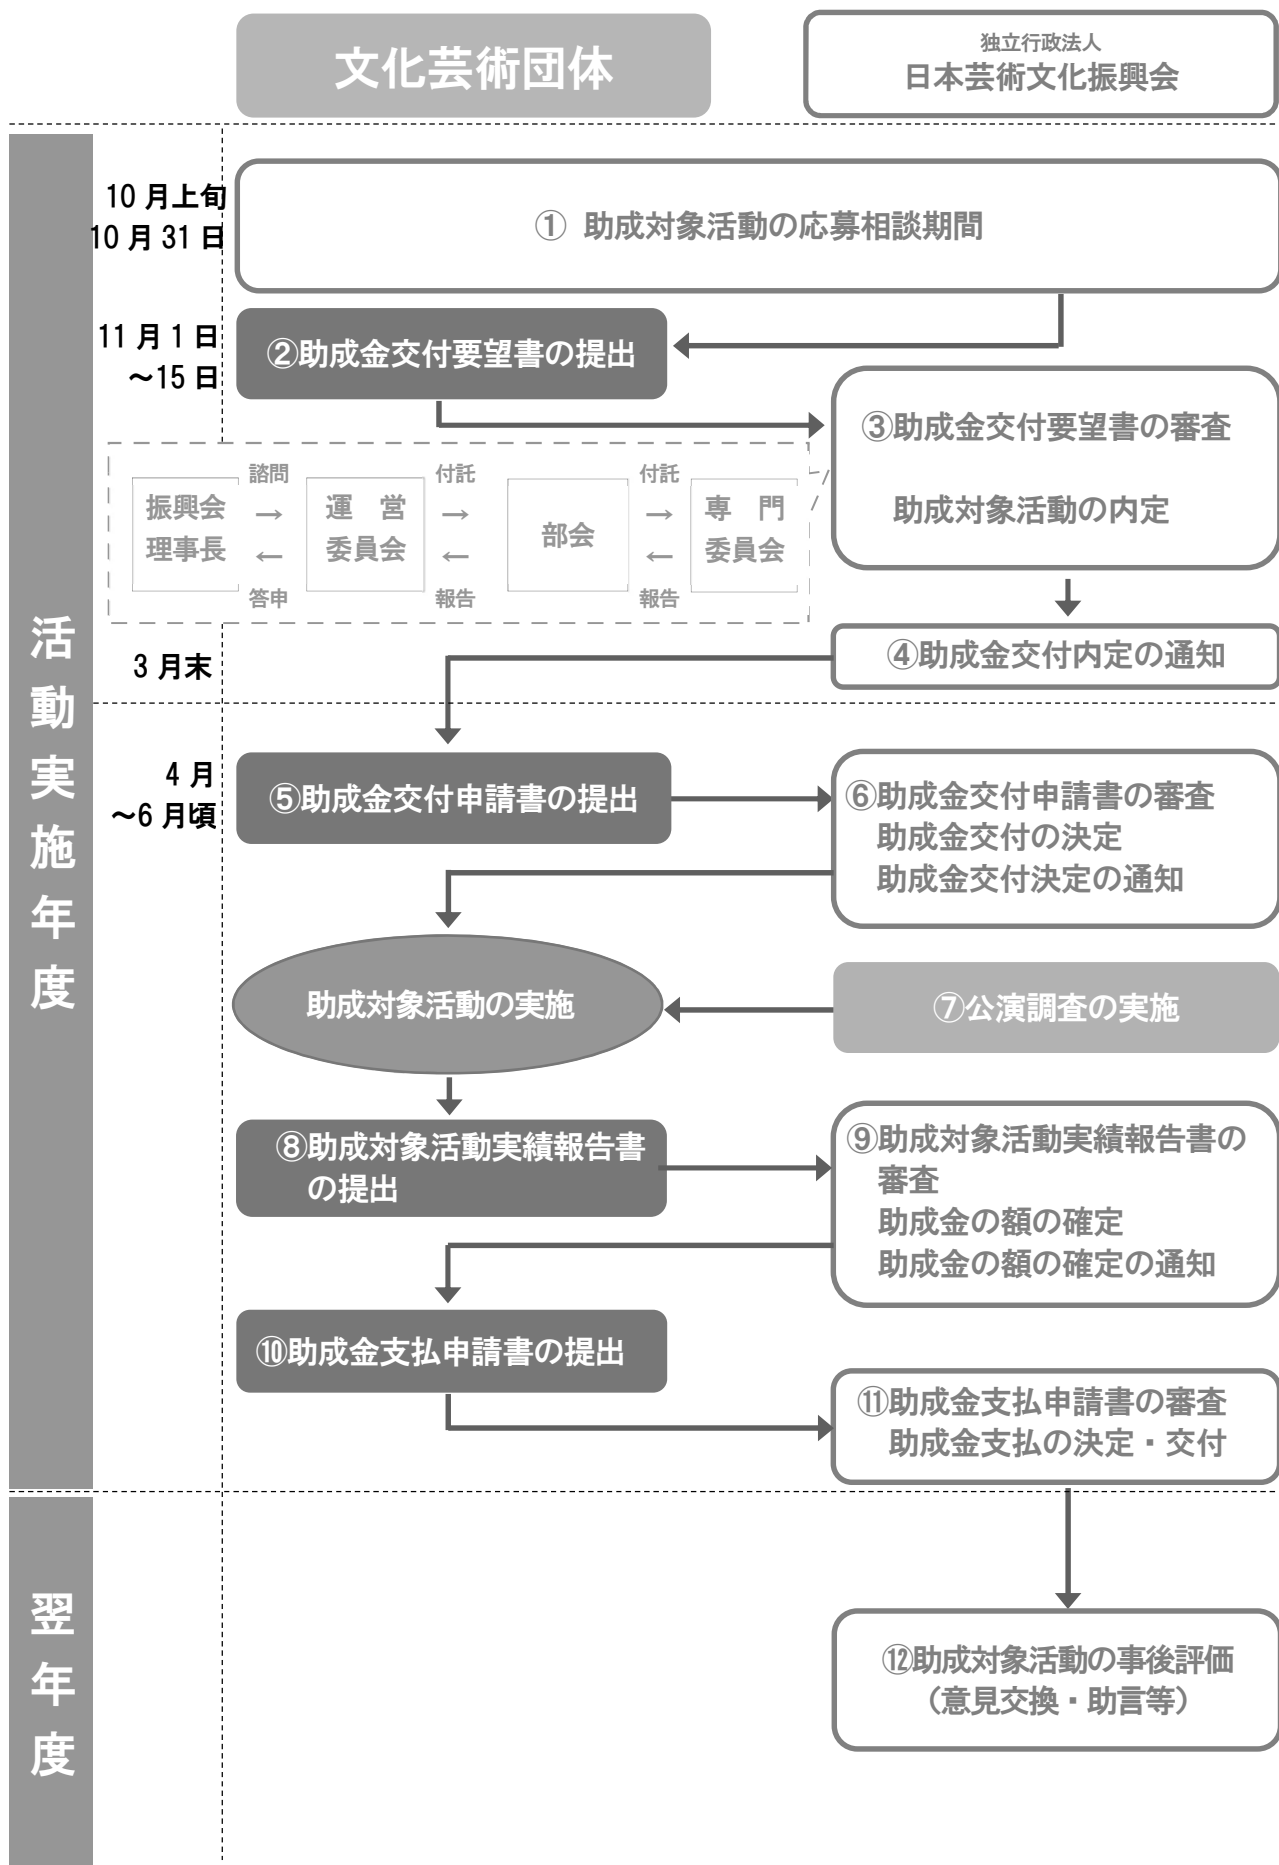 文化芸術団体
独立行政法人
日本芸術文化振興会
活動実施年度
10月上旬
10月31日
① 助成対象活動の応募相談期間
11月1日
～15日
②助成金交付要望書の提出
③助成金交付要望書の審査
助成対象活動の内定
諮問
付託
付託
振興会
理事長
→
←
運　営
委員会
→
←
部会
→
←
専　門
委員会
答申
報告
報告
3月末
④助成金交付内定の通知
4月
～6月頃
⑤助成金交付申請書の提出
⑥助成金交付申請書の審査
助成金交付の決定
助成金交付決定の通知
助成対象活動の実施
⑦公演調査の実施
⑧助成対象活動実績報告書
の提出
⑨助成対象活動実績報告書の
審査
助成金の額の確定
助成金の額の確定の通知
⑩助成金支払申請書の提出
⑪助成金支払申請書の審査
助成金支払の決定・交付
翌年度
⑫助成対象活動の事後評価
（意見交換・助言等）